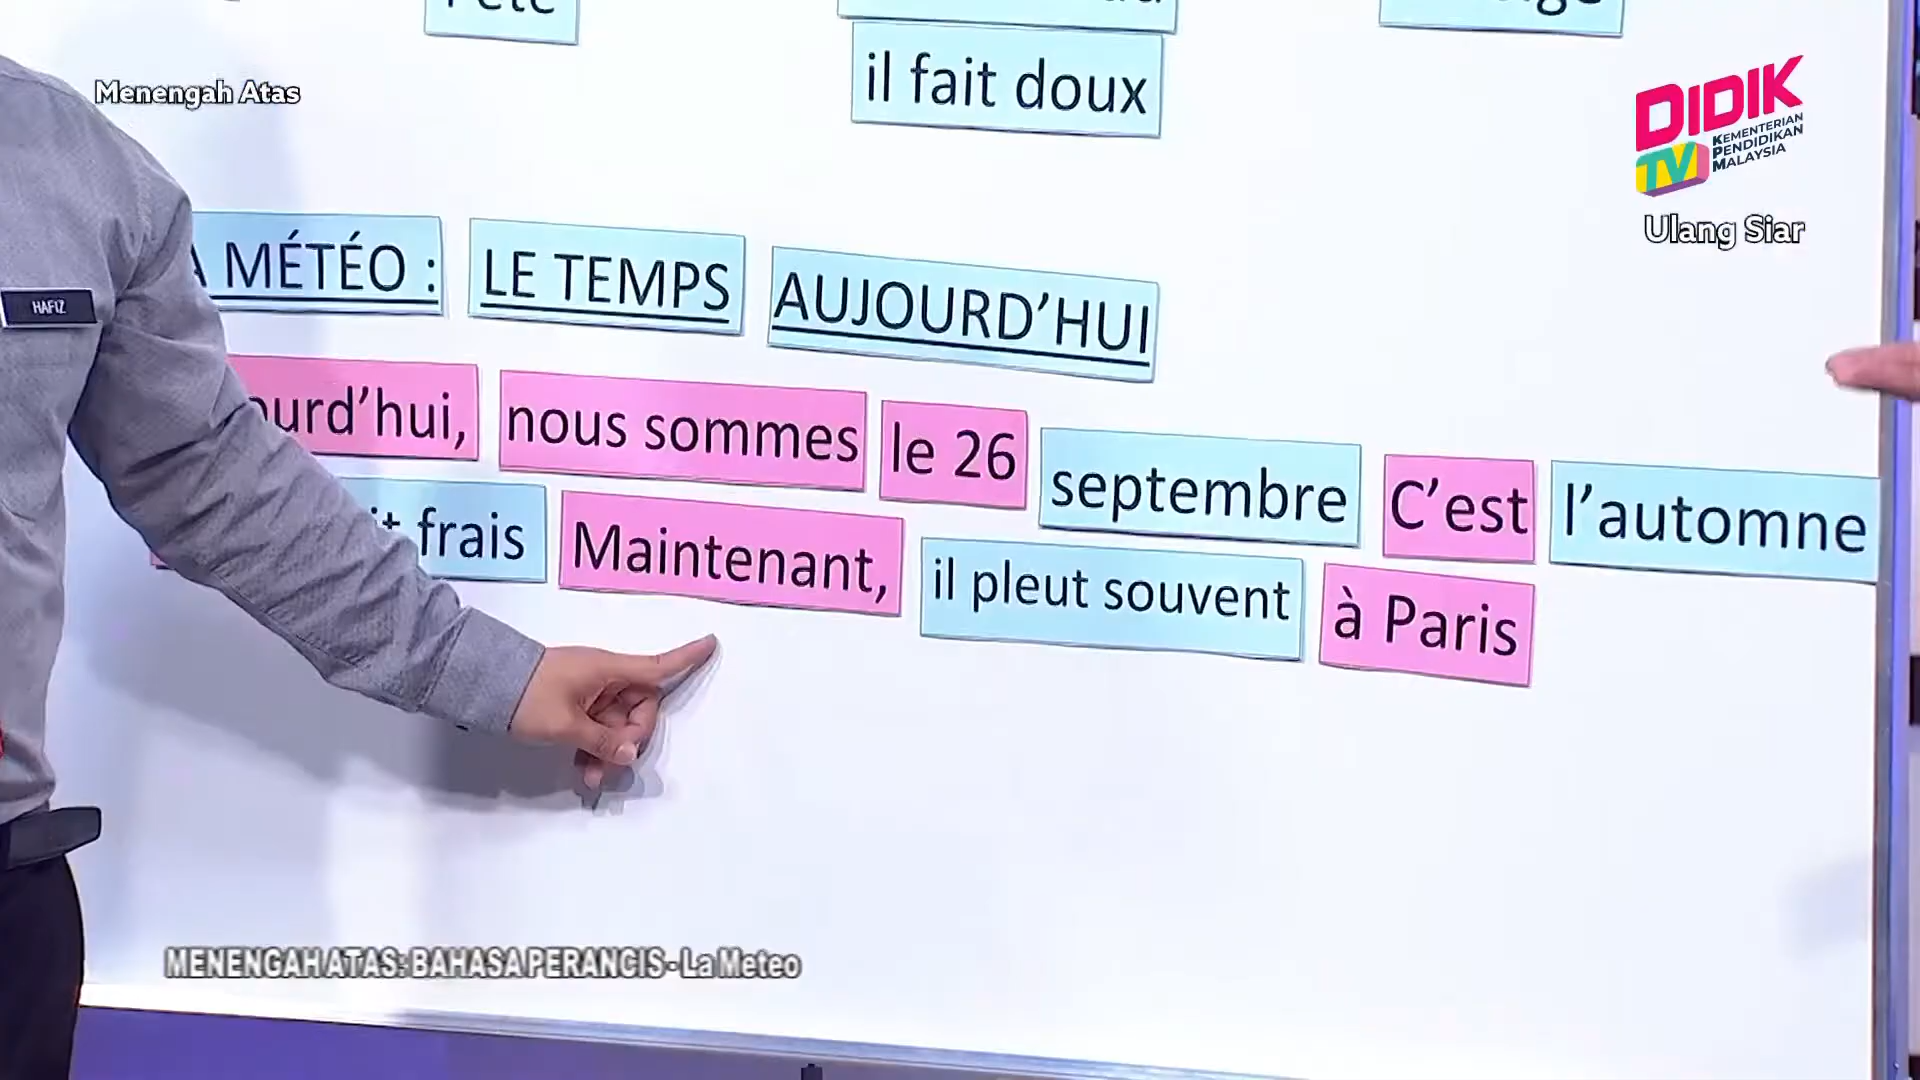 il fait doux
Menengah Atas
DIDIK
TV
KEMENTERIAN
PENDIDIKAN
MALAYSIA
Ulang Siar
MÉTÉO : LE TEMPS AUJOURD'HUI
HAFIZ
nous sommes le 26 septembre C'est l'automne
frais Maintenant, il pleut souvent à Paris
MENENGAH ATAS: BAHASA PERANCIS - La Meteo